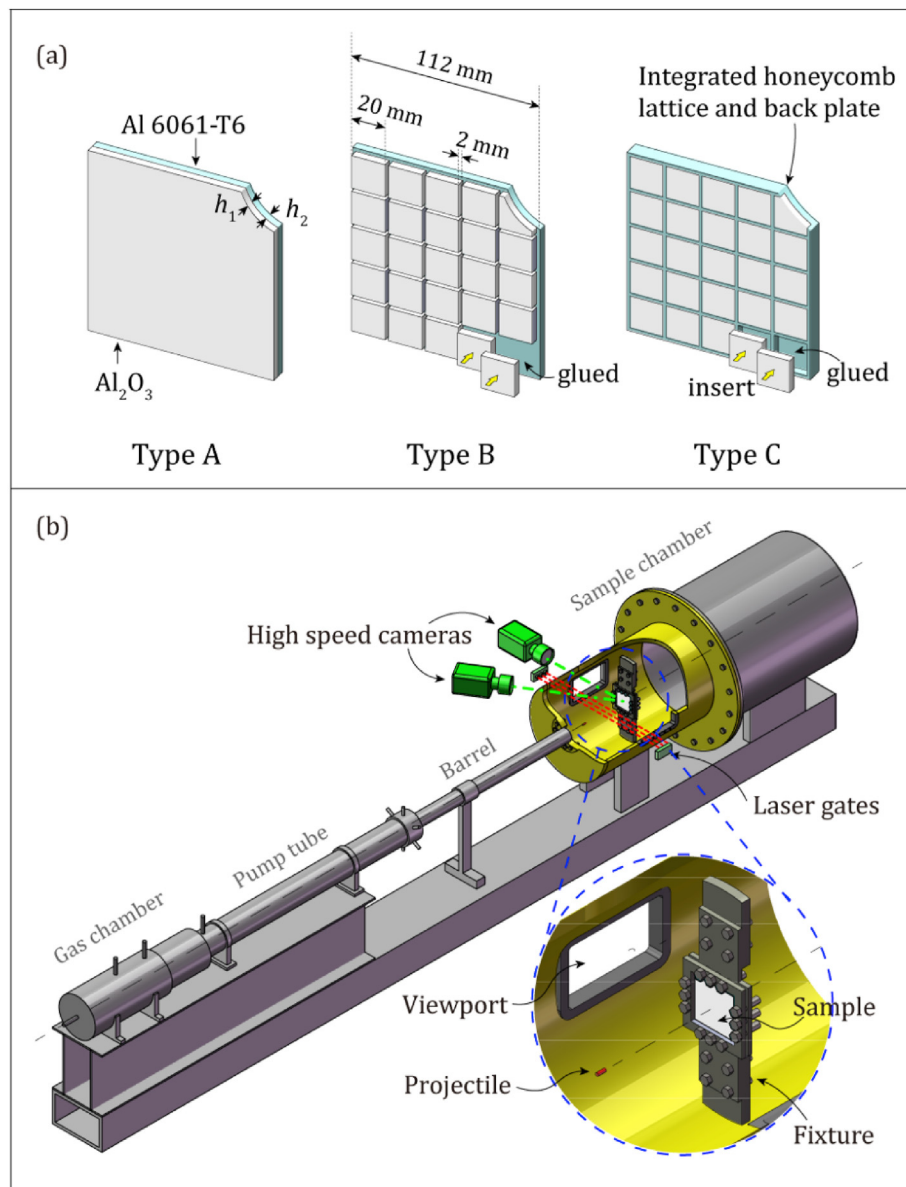 (a)
112 mm
20 mm
2 mm
Al 6061-T6
h₁
h₂
Al₂O₃
glued
Integrated honeycomb
lattice and back plate
insert
glued
Type A
Type B
Type C
(b)
Sample chamber
High speed cameras
Barrel
Laser gates
Pump tube
Gas chamber
Viewport
Sample
Projectile
Fixture